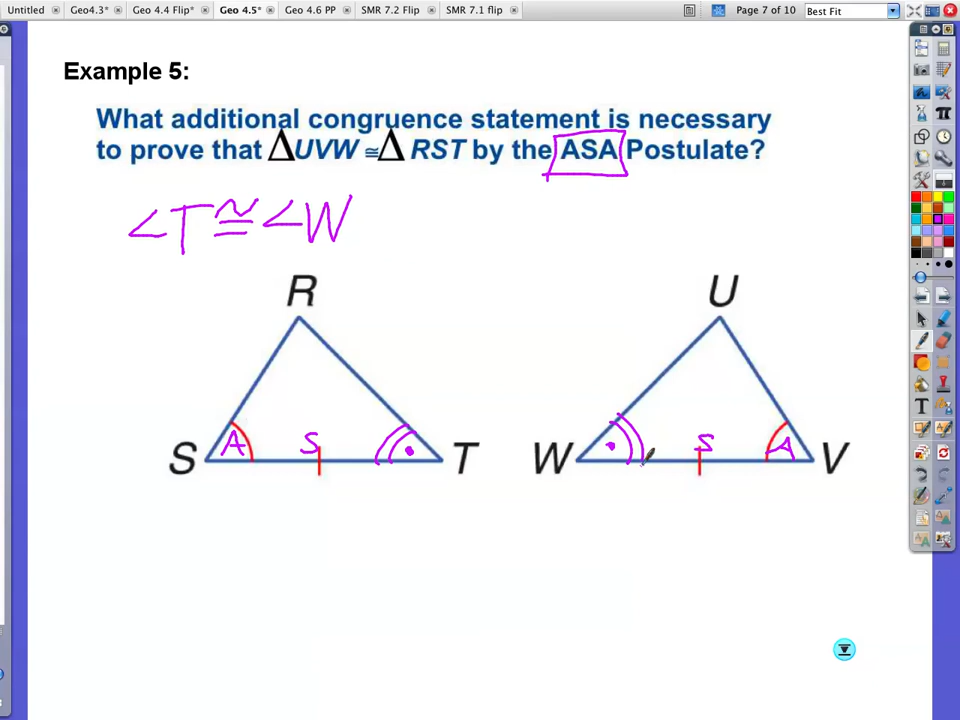 Untitled Geo4.3* Geo 4.4 Flip* Geo 4.5* Geo 4.6 PP SMR 7.2 Flip SMR 7.1 flip Page 7 of 10 Best Fit
Example 5:
What additional congruence statement is necessary
to prove that ΔUVW ≅ Δ RST by the ASA Postulate?
∠T ≅ ∠W
R U
A S S A
S T W V